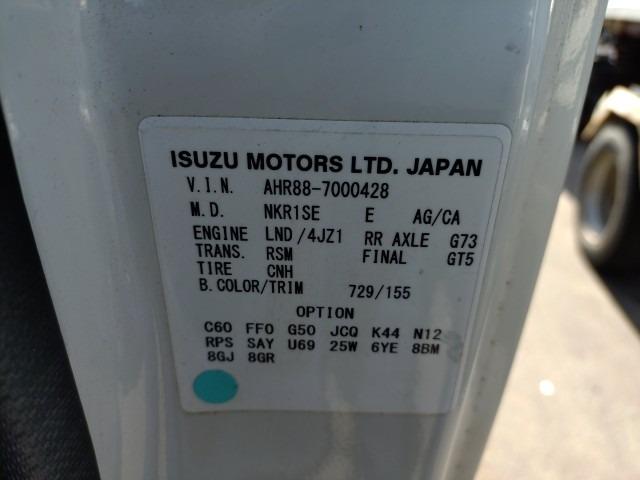 ISUZU MOTORS LTD. JAPAN
V.I.N. AHR88-7000428
M.D. NKR1SE E AG/CA
ENGINE LND/4JZ1 RR AXLE G73
TRANS. RSM FINAL GT5
TIRE CNH
B.COLOR/TRIM 729/155
OPTION
C60 FF0 G50 JCQ K44 N12
RPS SAY U69 25W 6YE 8BM
8GJ 8GR